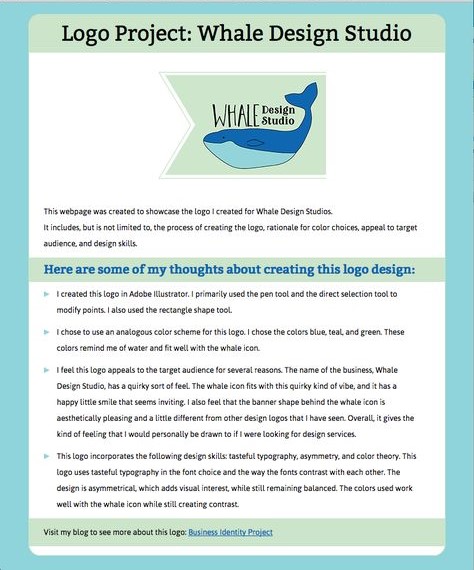 Logo Project: Whale Design Studio
WHALE Design
Studio
This webpage was created to showcase the logo I created for Whale Design Studios.
It includes, but is not limited to, the process of creating the logo, rationale for color choices, appeal to target
audience, and design skills.
Here are some of my thoughts about creating this logo design:
I created this logo in Adobe Illustrator. I primarily used the pen tool and the direct selection tool to
modify points. I also used the rectangle shape tool.
I chose to use an analogous color scheme for this logo. I chose the colors blue, teal, and green. These
colors remind me of water and fit well with the whale icon.
I feel this logo appeals to the target audience for several reasons. The name of the business, Whale
Design Studio, has a quirky sort of feel. The whale icon fits with this quirky kind of vibe, and it has a
happy little smile that seems inviting. I also feel that the banner shape behind the whale icon is
aesthetically pleasing and a little different from other design logos that I have seen. Overall, it gives the
kind of feeling that I would personally be drawn to if I were looking for design services.
This logo incorporates the following design skills: tasteful typography, asymmetry, and color theory. This
logo uses tasteful typography in the font choice and the way the fonts contrast with each other. The
design is asymmetrical, which adds visual interest, while still remaining balanced. The colors used work
well with the whale icon while still creating contrast.
Visit my blog to see more about this logo: Business Identity Project